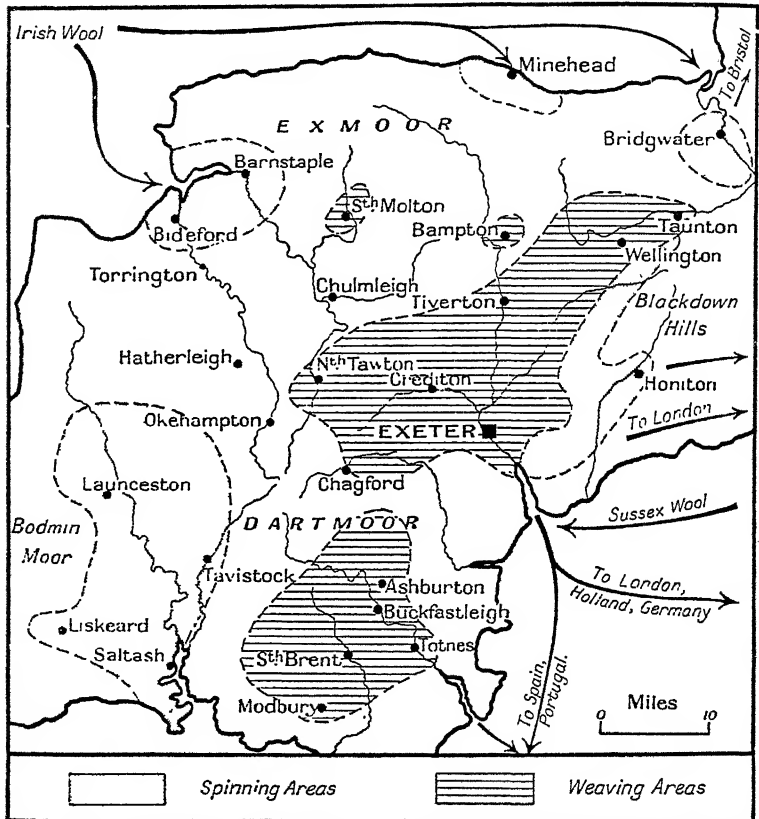 Irish Wool
Minehead
To Bristol
EXMOOR
Bridgwater
Barnstaple
Sth Molton
Bideford
Bampton
Taunton
Wellington
Torrington
Chulmleigh
Tiverton
Blackdown
Hills
Hatherleigh
Nth Tawton
Crediton
Honiton
Okehampton
EXETER
To London
Chagford
Launceston
Sussex Wool
DARTMOOR
Bodmin
Moor
Tavistock
Ashburton
To London,
Holland, Germany
Buckfastleigh
Liskeard
Totnes
Saltash
Sth Brent
To Spain,
Portugal.
Modbury
Miles
0 10
Spinning Areas
Weaving Areas